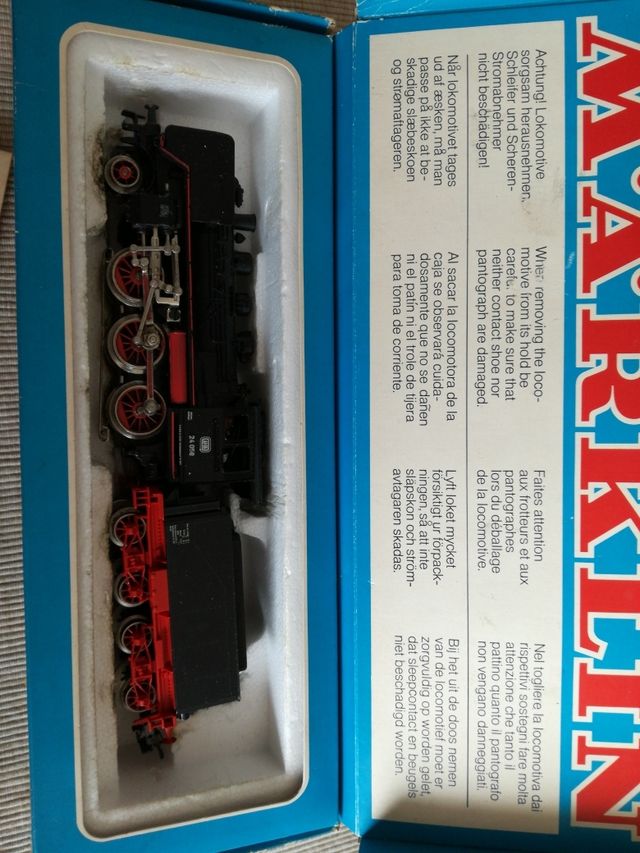 MÄRKLIN
Achtung! Lokomotive
sorgsam herausnehmen,
Schleifer und Scheren-
Stromabnehmer
nicht beschädigen!
When removing the loco-
motive from its hold be
careful to make sure that
neither contact shoe nor
pantograph are damaged.
Faites attention
aux frotteurs et aux
pantographes
lors du déballage
de la locomotive.
Nel togliere la locomotiva dai
rispettivi sostegni fare molta
attenzione che tanto il
pattino quanto il pantografo
non vengano danneggiati.
Når lokomotivet tages
ud af æsken, må man
passe på ikke at be-
skadige slæbeskoen
og strømaftageren.
Al sacar la locomotora de la
caja se observará cuida-
dosamente que no se dañen
ni el patín ni el trole de tijera
para toma de corriente
Lyft loket mycket
försiktigt ur förpack-
ningen, så att inte
släpskon och ström-
avtagaren skadas.
Bij het uit de doos nemen
van de locomotief moet er
zorgvuldig op worden gelet,
dat sleepcontact en beugels
niet beschadigd worden.
DB
24 058